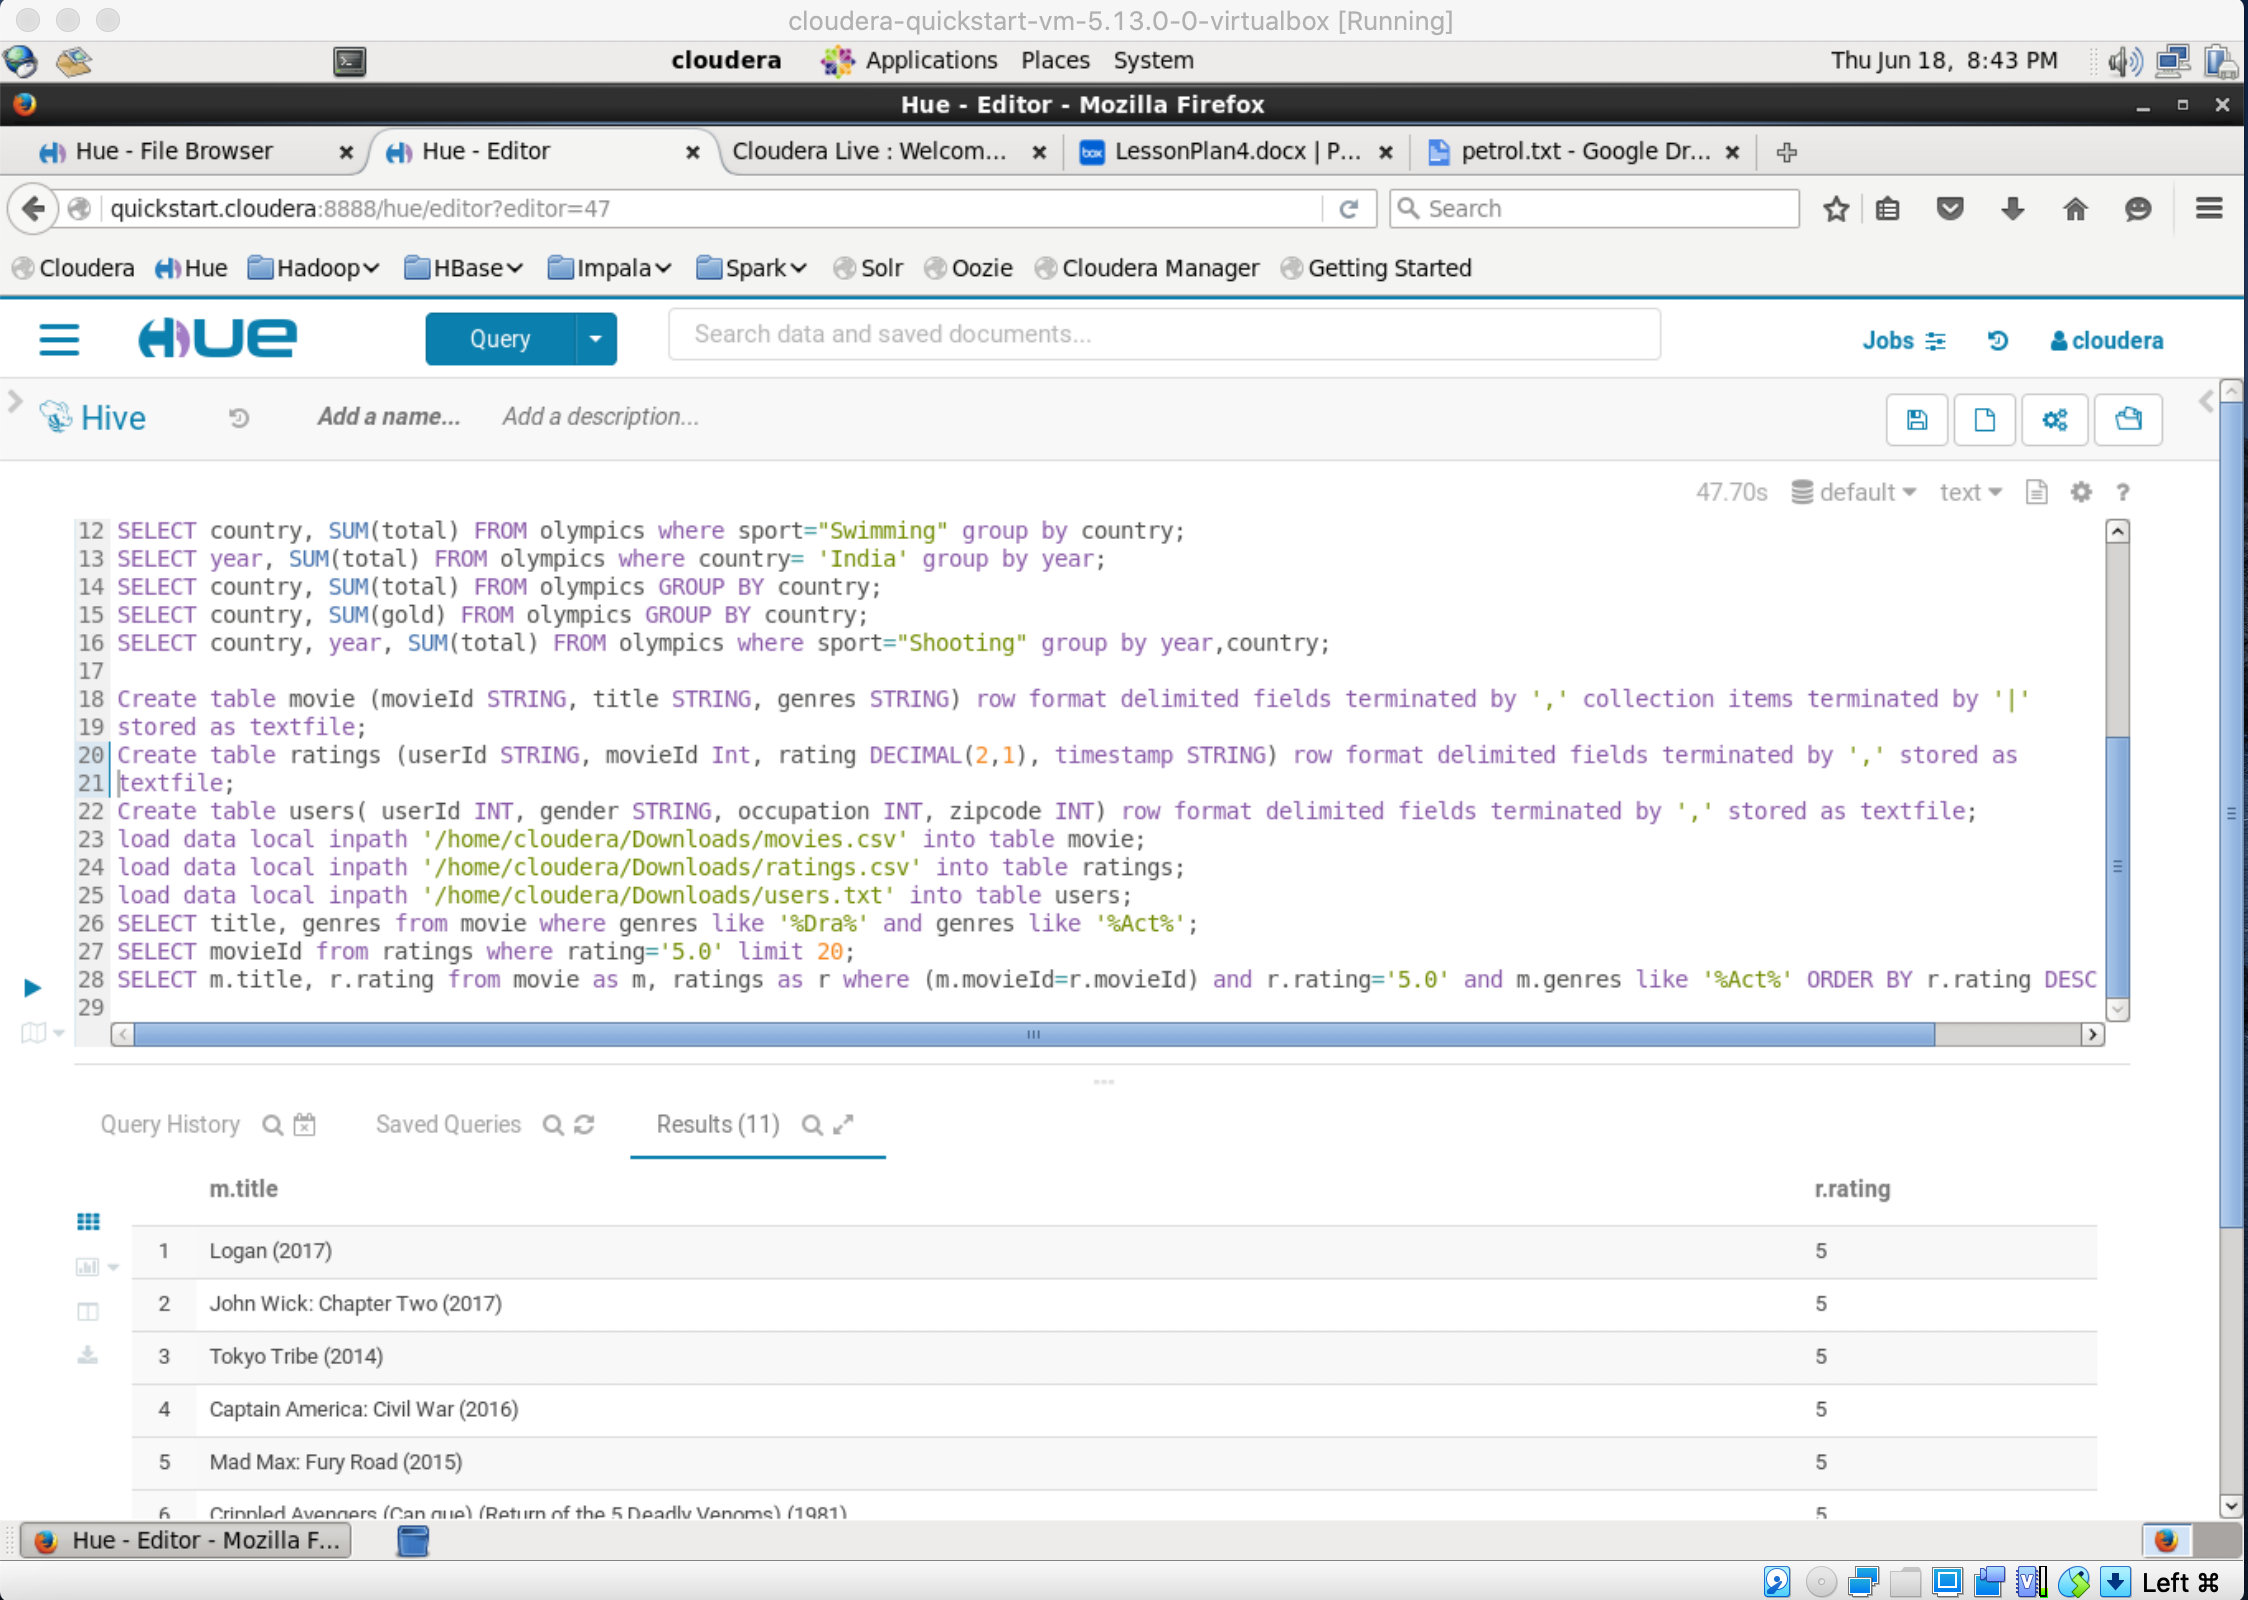 cloudera-quickstart-vm-5.13.0-0-virtualbox [Running]
cloudera Applications Places System Thu Jun 18, 8:43 PM
Hue - Editor - Mozilla Firefox
Hue - File Browser Hue - Editor Cloudera Live : Welcom... box LessonPlan4.docx | P... petrol.txt - Google Dr...
quickstart.cloudera:8888/hue/editor?editor=47 Search
Cloudera Hue Hadoop HBase Impala Spark Solr Oozie Cloudera Manager Getting Started
HUE Query Search data and saved documents... Jobs cloudera
Hive Add a name... Add a description...
47.70s default text ?
12 SELECT country, SUM(total) FROM olympics where sport="Swimming" group by country;
13 SELECT year, SUM(total) FROM olympics where country= 'India' group by year;
14 SELECT country, SUM(total) FROM olympics GROUP BY country;
15 SELECT country, SUM(gold) FROM olympics GROUP BY country;
16 SELECT country, year, SUM(total) FROM olympics where sport="Shooting" group by year,country;
17
18 Create table movie (movieId STRING, title STRING, genres STRING) row format delimited fields terminated by ',' collection items terminated by '|'
19 stored as textfile;
20 Create table ratings (userId STRING, movieId Int, rating DECIMAL(2,1), timestamp STRING) row format delimited fields terminated by ',' stored as
21 textfile;
22 Create table users( userId INT, gender STRING, occupation INT, zipcode INT) row format delimited fields terminated by ',' stored as textfile;
23 load data local inpath '/home/cloudera/Downloads/movies.csv' into table movie;
24 load data local inpath '/home/cloudera/Downloads/ratings.csv' into table ratings;
25 load data local inpath '/home/cloudera/Downloads/users.txt' into table users;
26 SELECT title, genres from movie where genres like '%Dra%' and genres like '%Act%';
27 SELECT movieId from ratings where rating='5.0' limit 20;
28 SELECT m.title, r.rating from movie as m, ratings as r where (m.movieId=r.movieId) and r.rating='5.0' and m.genres like '%Act%' ORDER BY r.rating DESC
29
Query History Saved Queries Results (11)
m.title r.rating
1 Logan (2017) 5
2 John Wick: Chapter Two (2017) 5
3 Tokyo Tribe (2014) 5
4 Captain America: Civil War (2016) 5
5 Mad Max: Fury Road (2015) 5
6 Crippled Avengers (Can que) (Return of the 5 Deadly Venoms) (1981) 5
Hue - Editor - Mozilla F...
Left ⌘